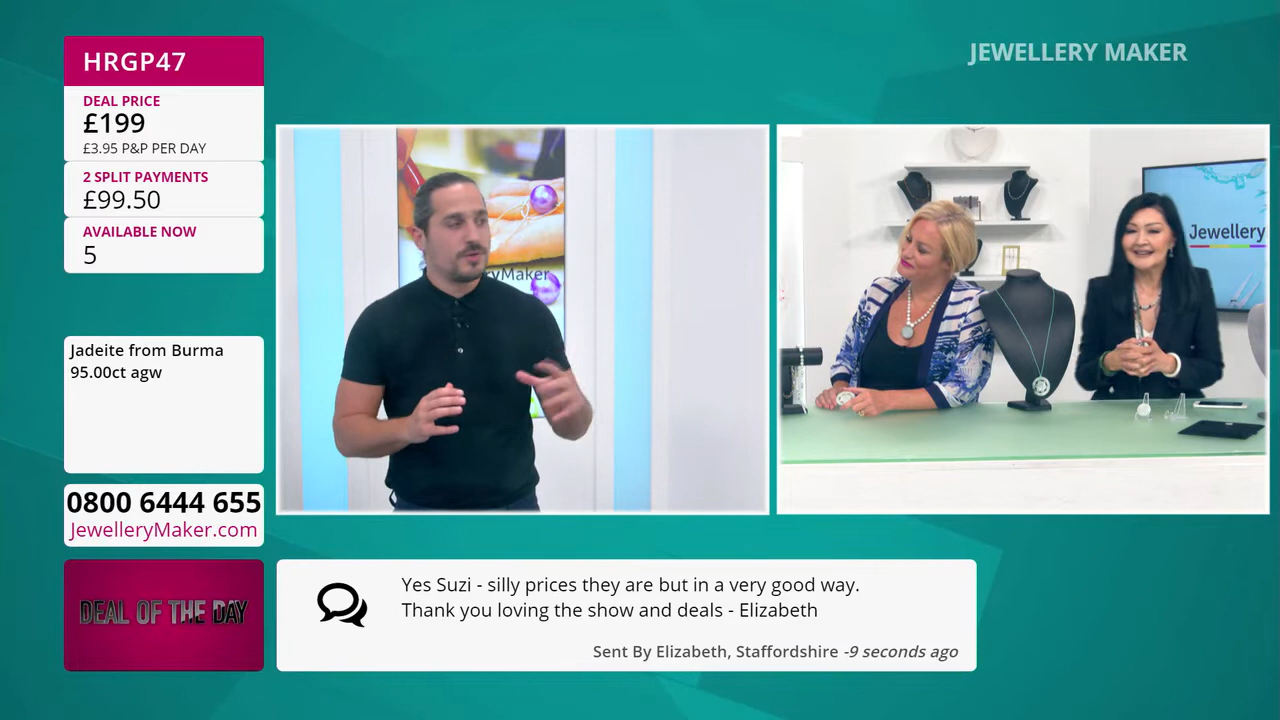 HRGP47
DEAL PRICE
£199
£3.95 P&P PER DAY
2 SPLIT PAYMENTS
£99.50
AVAILABLE NOW
5
Jadeite from Burma
95.00ct agw
0800 6444 655
JewelleryMaker.com
DEAL OF THE DAY
JEWELLERY MAKER
ryMaker
Jewellery
Yes Suzi - silly prices they are but in a very good way.
Thank you loving the show and deals - Elizabeth
Sent By Elizabeth, Staffordshire -9 seconds ago